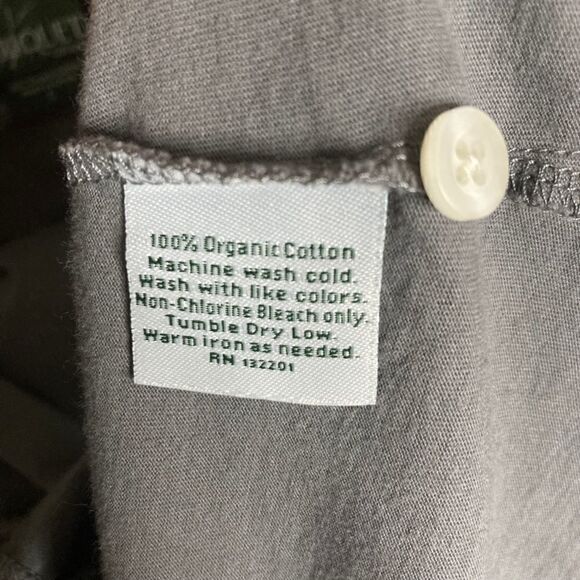 100% Organic Cotton
Machine wash cold.
Wash with like colors.
Non-Chlorine Bleach only.
Tumble Dry Low.
Warm iron as needed.
RN 132201